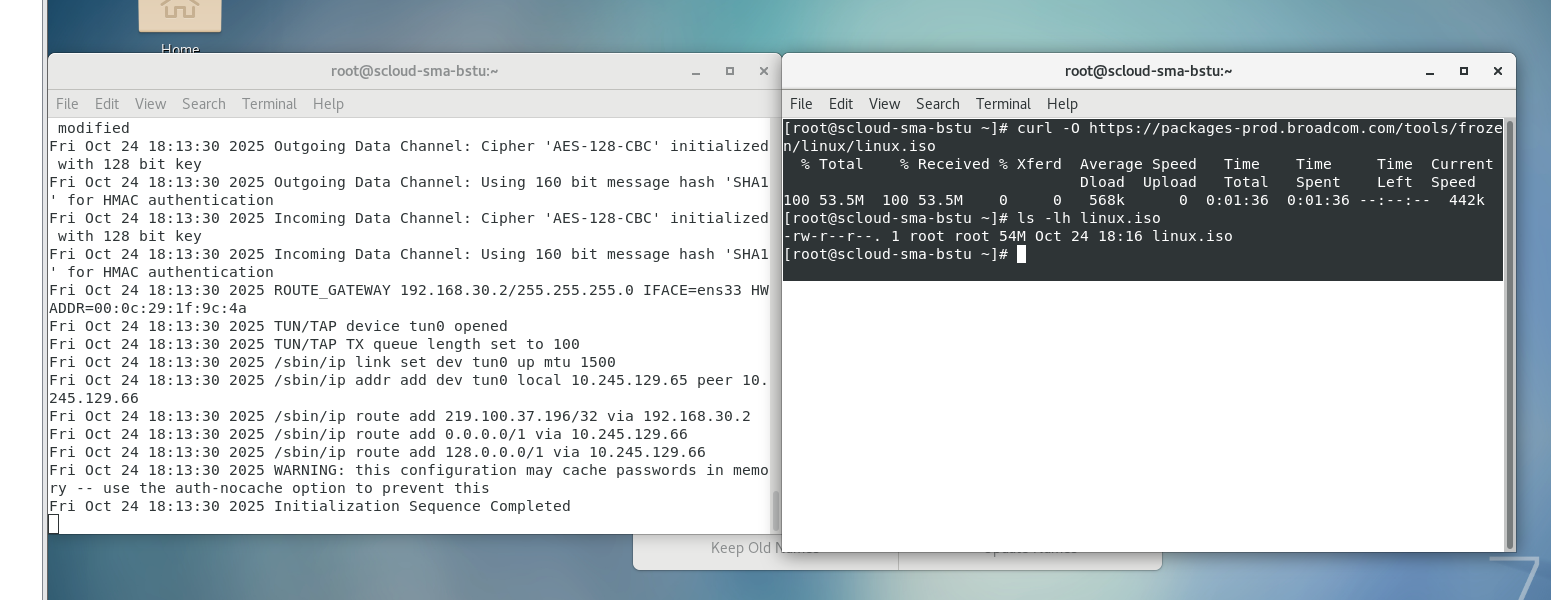 Home
root@scloud-sma-bstu:~
File Edit View Search Terminal Help
 modified
Fri Oct 24 18:13:30 2025 Outgoing Data Channel: Cipher 'AES-128-CBC' initialized
 with 128 bit key
Fri Oct 24 18:13:30 2025 Outgoing Data Channel: Using 160 bit message hash 'SHA1
' for HMAC authentication
Fri Oct 24 18:13:30 2025 Incoming Data Channel: Cipher 'AES-128-CBC' initialized
 with 128 bit key
Fri Oct 24 18:13:30 2025 Incoming Data Channel: Using 160 bit message hash 'SHA1
' for HMAC authentication
Fri Oct 24 18:13:30 2025 ROUTE_GATEWAY 192.168.30.2/255.255.255.0 IFACE=ens33 HW
ADDR=00:0c:29:1f:9c:4a
Fri Oct 24 18:13:30 2025 TUN/TAP device tun0 opened
Fri Oct 24 18:13:30 2025 TUN/TAP TX queue length set to 100
Fri Oct 24 18:13:30 2025 /sbin/ip link set dev tun0 up mtu 1500
Fri Oct 24 18:13:30 2025 /sbin/ip addr add dev tun0 local 10.245.129.65 peer 10.
245.129.66
Fri Oct 24 18:13:30 2025 /sbin/ip route add 219.100.37.196/32 via 192.168.30.2
Fri Oct 24 18:13:30 2025 /sbin/ip route add 0.0.0.0/1 via 10.245.129.66
Fri Oct 24 18:13:30 2025 /sbin/ip route add 128.0.0.0/1 via 10.245.129.66
Fri Oct 24 18:13:30 2025 WARNING: this configuration may cache passwords in memo
ry -- use the auth-nocache option to prevent this
Fri Oct 24 18:13:30 2025 Initialization Sequence Completed
root@scloud-sma-bstu:~
File Edit View Search Terminal Help
[root@scloud-sma-bstu ~]# curl -O https://packages-prod.broadcom.com/tools/froze
n/linux/linux.iso
  % Total    % Received % Xferd  Average Speed   Time    Time     Time  Current
                                 Dload  Upload   Total   Spent    Left  Speed
100 53.5M  100 53.5M    0     0   568k      0  0:01:36  0:01:36 --:--:--  442k
[root@scloud-sma-bstu ~]# ls -lh linux.iso
-rw-r--r--. 1 root root 54M Oct 24 18:16 linux.iso
[root@scloud-sma-bstu ~]#
Keep Old
7